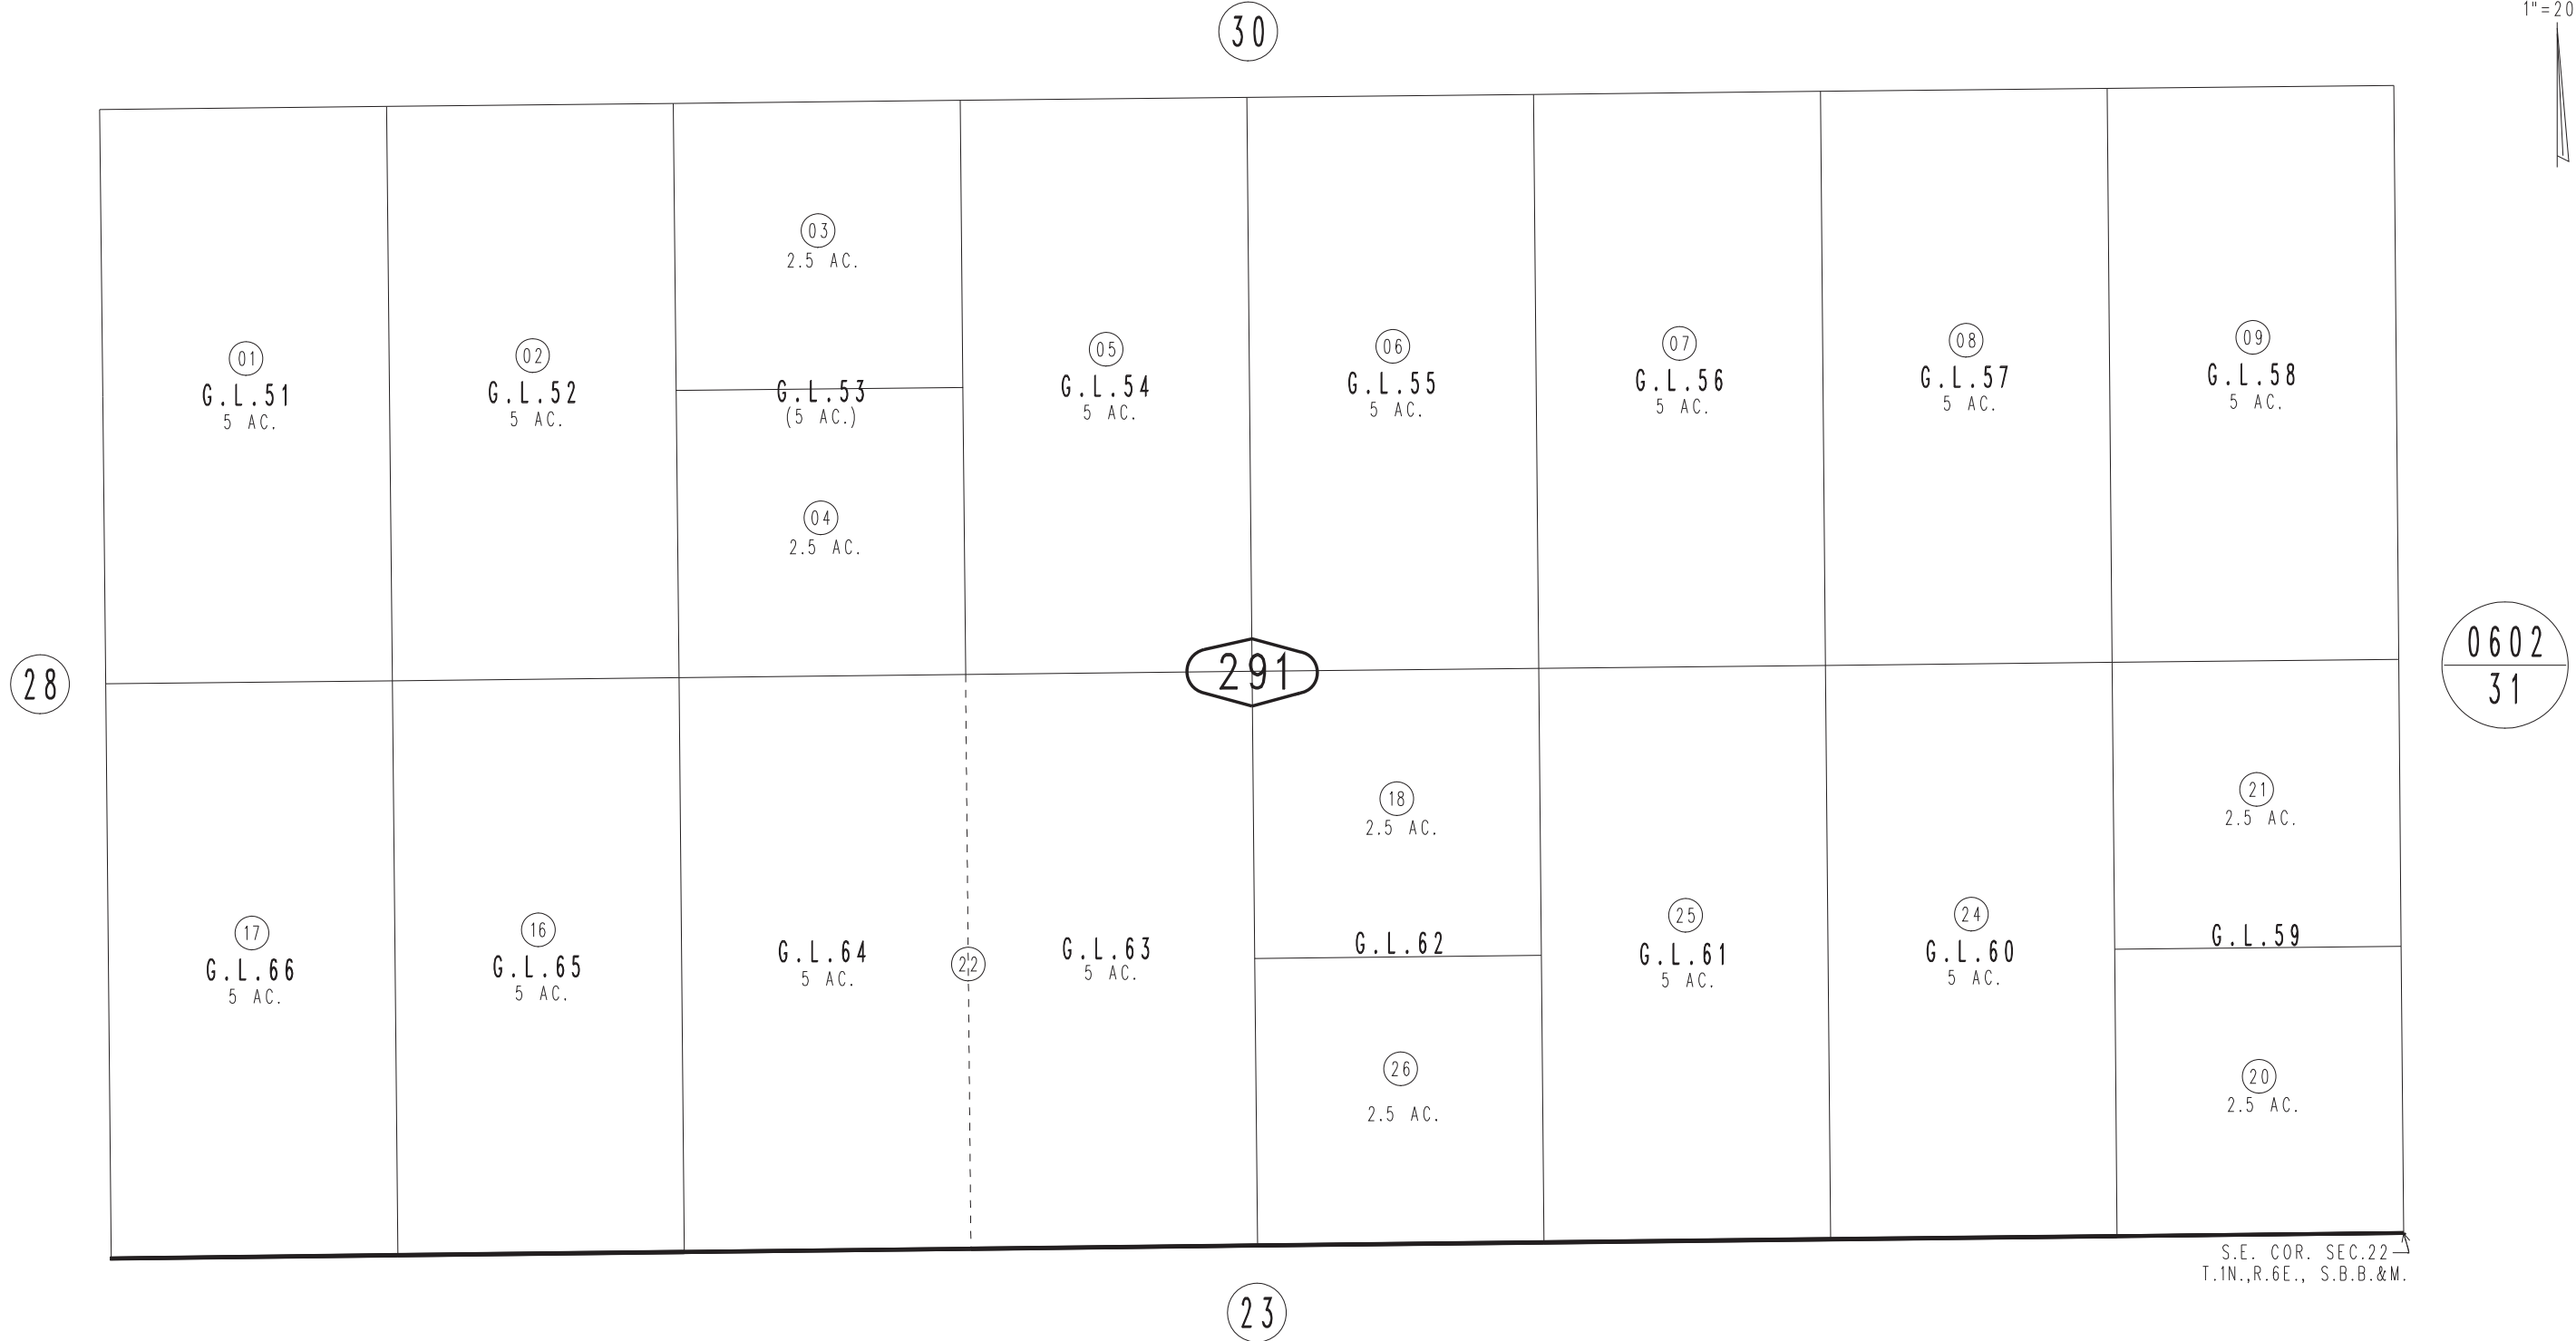 1"=20
30
03
2.5 AC.
01
G.L.51
5 AC.
02
G.L.52
5 AC.
G.L.53
(5 AC.)
04
2.5 AC.
05
G.L.54
5 AC.
06
G.L.55
5 AC.
07
G.L.56
5 AC.
08
G.L.57
5 AC.
09
G.L.58
5 AC.
28
291
0602
31
17
G.L.66
5 AC.
16
G.L.65
5 AC.
G.L.64
5 AC.
22
G.L.63
5 AC.
18
2.5 AC.
G.L.62
26
2.5 AC.
25
G.L.61
5 AC.
24
G.L.60
5 AC.
21
2.5 AC.
G.L.59
20
2.5 AC.
S.E. COR. SEC.22
T.1N.,R.6E., S.B.B.&M.
23